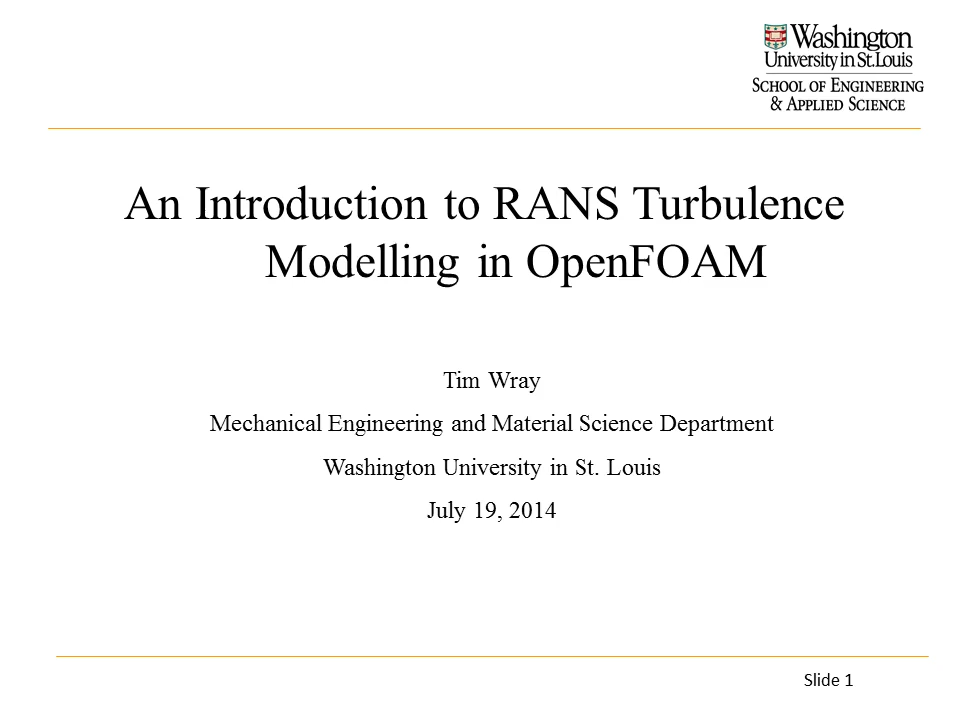 Washington
University in St. Louis
SCHOOL OF ENGINEERING
& APPLIED SCIENCE
An Introduction to RANS Turbulence
Modelling in OpenFOAM
Tim Wray
Mechanical Engineering and Material Science Department
Washington University in St. Louis
July 19, 2014
Slide 1